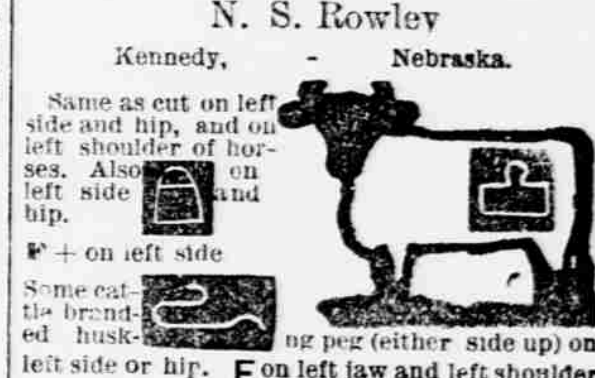 N. S. Rowley
Kennedy, - Nebraska.
Same as cut on left
side and hip, and on
left shoulder of hor-
ses. Also on
left side and
hip.
F + on left side
Some cat-
tle brand-
ed husk- ng peg (either side up) on
left side or hip. F on left jaw and left shoulder